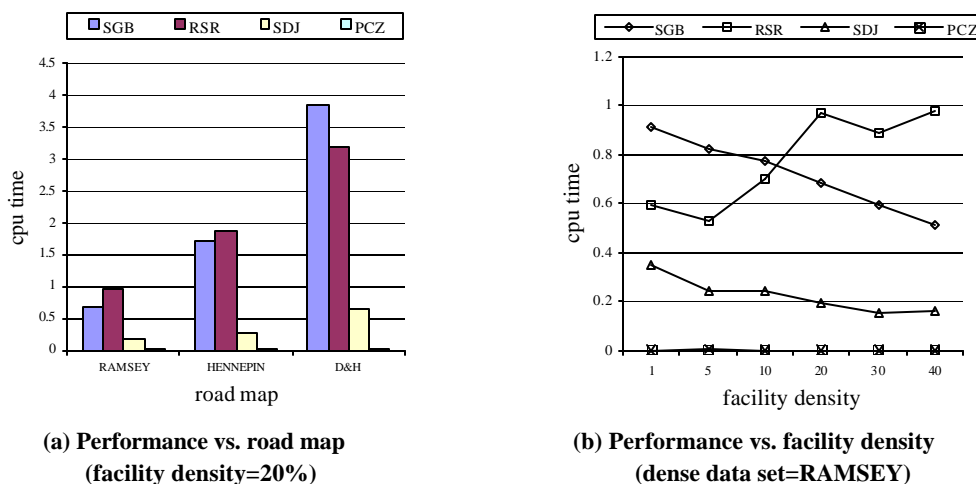 SGB RSR SDJ PCZ
4.5
4
3.5
3
2.5
2
1.5
1
0.5
0
cpu time
RAMSEY HENNEPIN D&H
road map
(a) Performance vs. road map
(facility density=20%)
SGB RSR SDJ PCZ
1.2
1
0.8
0.6
0.4
0.2
0
cpu time
1 5 10 20 30 40
facility density
(b) Performance vs. facility density
(dense data set=RAMSEY)